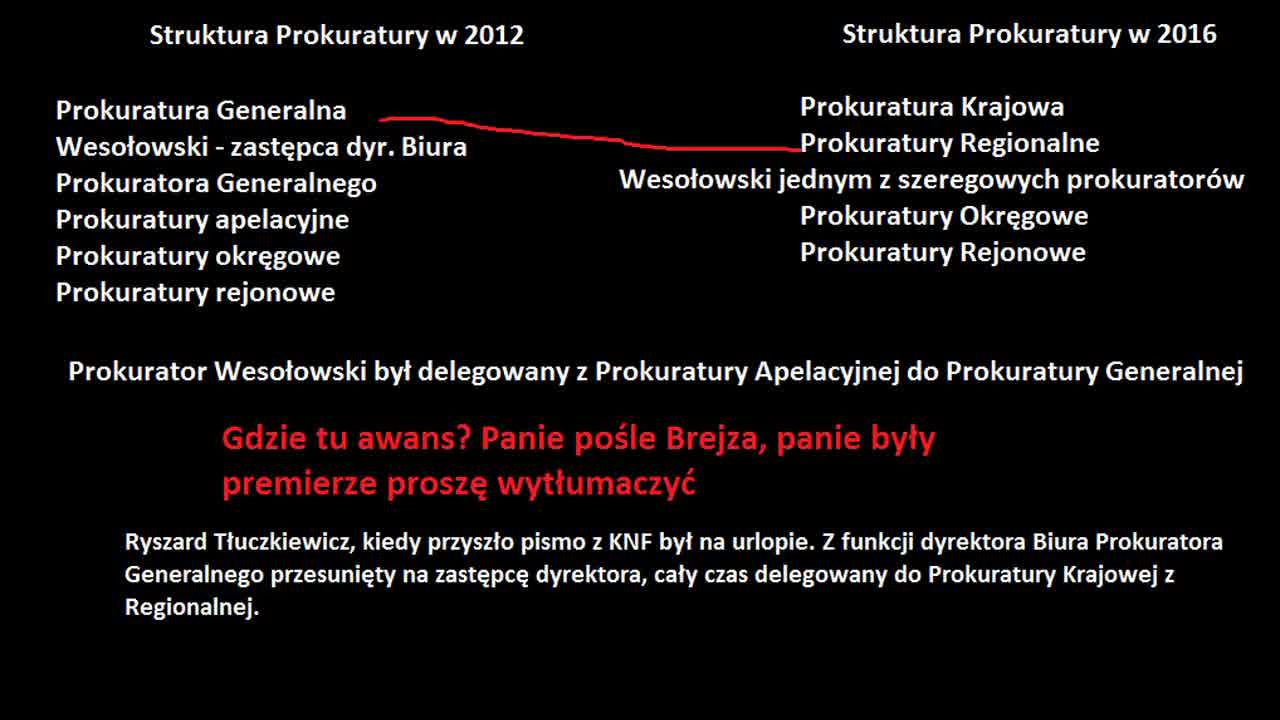 Struktura Prokuratury w 2012
Prokuratura Generalna
Wesołowski - zastępca dyr. Biura
Prokuratora Generalnego
Prokuratury apelacyjne
Prokuratury okręgowe
Prokuratury rejonowe
Struktura Prokuratury w 2016
Prokuratura Krajowa
Prokuratury Regionalne
Wesołowski jednym z szeregowych prokuratorów
Prokuratury Okręgowe
Prokuratury Rejonowe
Prokurator Wesołowski był delegowany z Prokuratury Apelacyjnej do Prokuratury Generalnej
Gdzie tu awans? Panie pośle Brejza, panie były
premierze proszę wytłumaczyć
Ryszard Tłuczkiewicz, kiedy przyszło pismo z KNF był na urlopie. Z funkcji dyrektora Biura Prokuratora
Generalnego przesunięty na zastępcę dyrektora, cały czas delegowany do Prokuratury Krajowej z
Regionalnej.